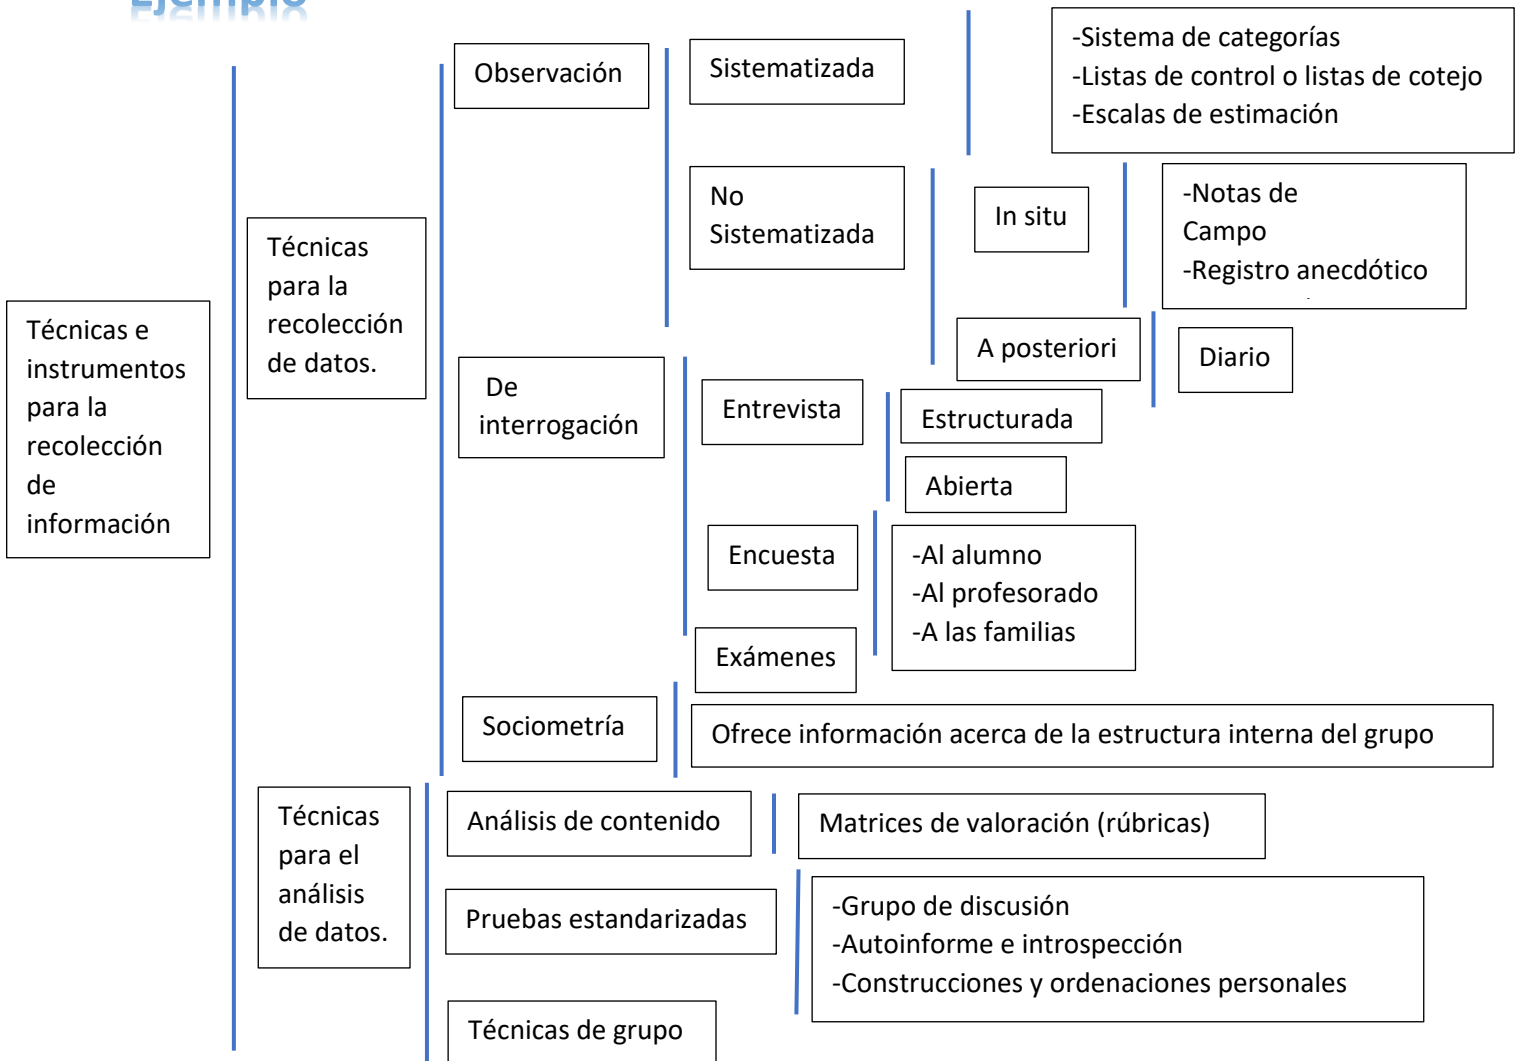 Ejemplo
Técnicas e
instrumentos
para la
recolección
de
información
Técnicas
para la
recolección
de datos.
Observación
Sistematizada
-Sistema de categorías
-Listas de control o listas de cotejo
-Escalas de estimación
No
Sistematizada
In situ
-Notas de
Campo
-Registro anecdótico
A posteriori
Diario
De
interrogación
Entrevista
Estructurada
Abierta
Encuesta
-Al alumno
-Al profesorado
-A las familias
Exámenes
Sociometría
Ofrece información acerca de la estructura interna del grupo
Técnicas
para el
análisis
de datos.
Análisis de contenido
Matrices de valoración (rúbricas)
Pruebas estandarizadas
-Grupo de discusión
-Autoinforme e introspección
-Construcciones y ordenaciones personales
Técnicas de grupo